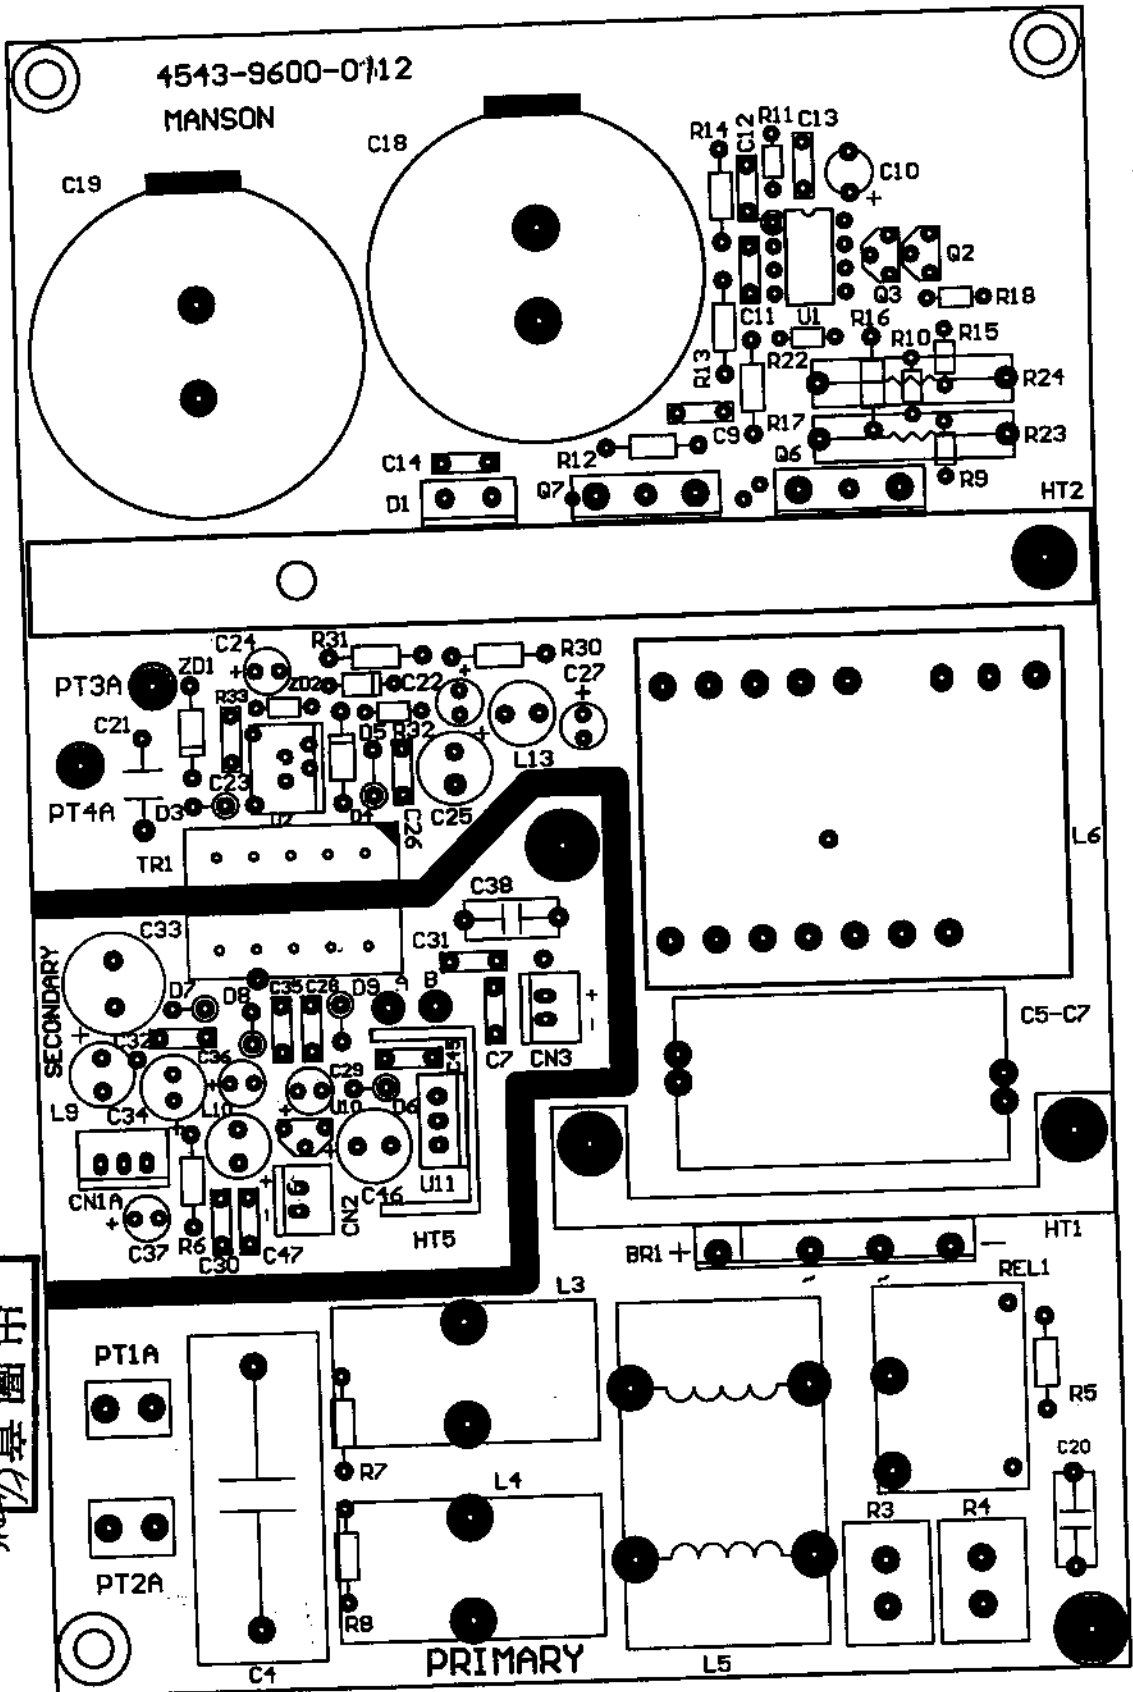 4543-9600-0712
MANSON
C19
C18
R14
C12
R11
C13
C10
+
Q2
Q3
R18
C11
U1
R16
R10
R15
R13
R22
R24
C9
R17
R23
R12
Q6
R9
C14
D1
Q7
HT2
C24
+
R31
R30
ZD1
ZD2
C22
+
C27
+
PT3A
R33
C21
D5
R32
+
L13
C23
PT4A
D3
U2
D4
C26
C25
TR1
L6
C38
C33
SECONDARY
C31
D7
D8
C35
C28
D9
A
B
+
-
C5-C7
+
C32
C36
C45
C7
CN3
L9
C34
+
L10
C29
+
U10
D6
+
+
CN1A
U11
+
C37
R6
+
-
CN2
C46
C30
C47
HT5
HT1
BR1
+
-
~
~
REL1
L3
PT1A
R5
R7
L4
C20
R3
R4
PT2A
R8
C4
PRIMARY
L5